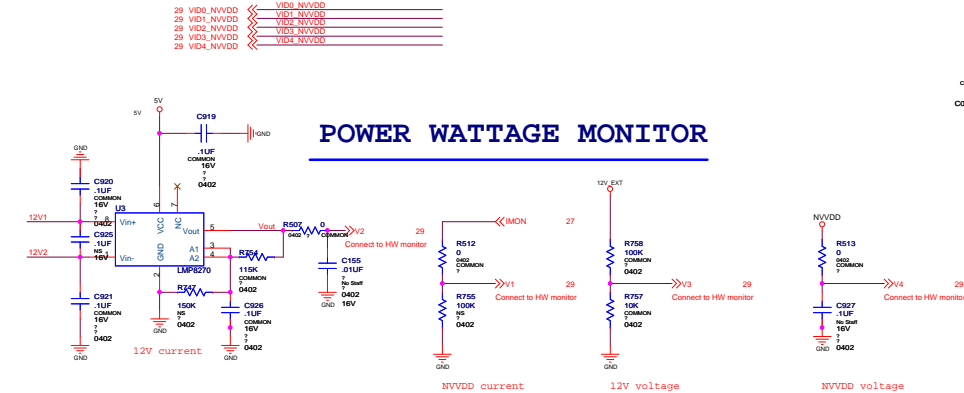 29 VID0_NVVDD VID0_NVVDD
29 VID1_NVVDD VID1_NVVDD
29 VID2_NVVDD VID2_NVVDD
29 VID3_NVVDD VID3_NVVDD
29 VID4_NVVDD VID4_NVVDD
POWER WATTAGE MONITOR
5V
5V
C919
.1UF
COMMON
16V
?
?
0402
GND
GND
C920
.1UF
COMMON
16V
?
?
0402
12V1
C925
.1UF
NS
16V
12V2
C921
.1UF
COMMON
16V
?
?
0402
GND
U3
8
Vin+
1
Vin-
6
VCC
7
NC
GND
2
Vout
5
A1
3
A2
4
LMP8270
Vout
R507 0
0402 ? COMMON
V2 29
Connect to HW monitor
R754
115K
COMMON
?
0402
C155
.01UF
?
No Staff
?
16V
0402
GND
R747
150K
NS
?
0402
GND
C926
.1UF
COMMON
16V
?
?
0402
GND
12V current
IMON 27
R512
0
0402
COMMON
?
V1 29
Connect to HW monitor
R755
100K
NS
?
0402
GND
NVVDD current
12V_EXT
R758
100K
COMMON
?
0402
V3 29
Connect to HW monitor
R757
10K
COMMON
?
0402
GND
12V voltage
NVVDD
R513
0
0402
COMMON
?
V4 29
Connect to HW monitor
C927
.1UF
No Staff
16V
?
?
0402
GND
NVVDD voltage